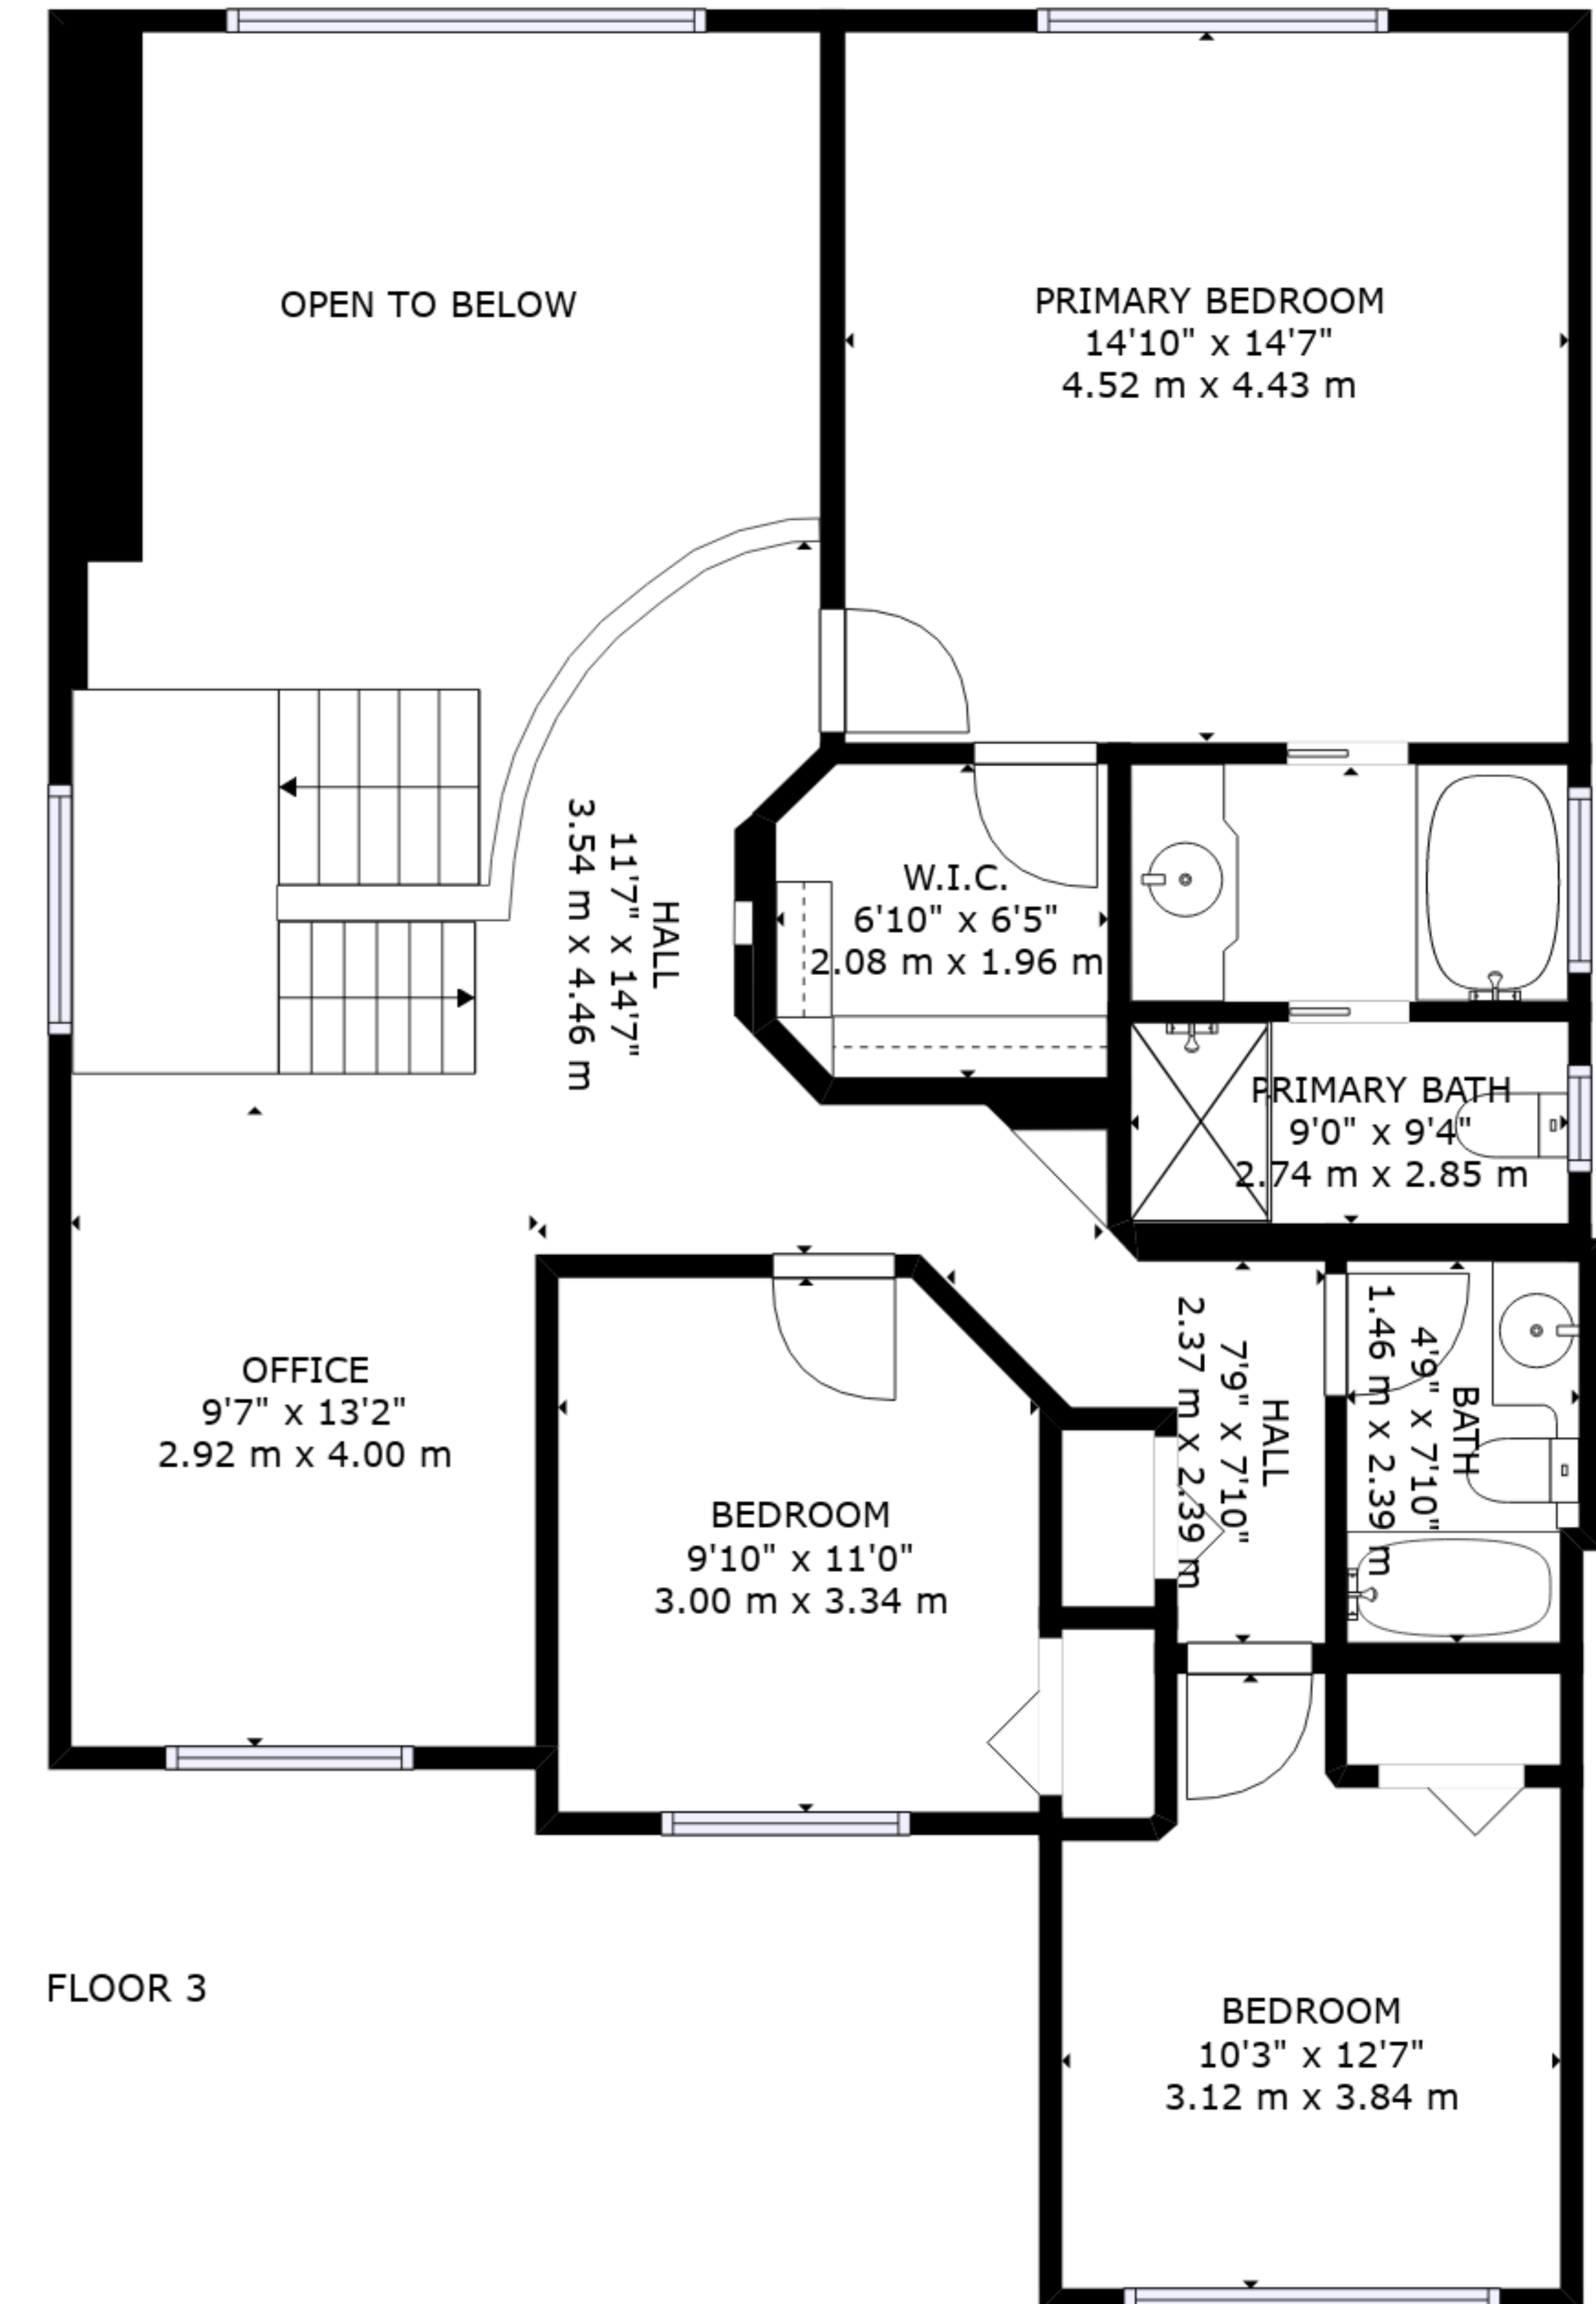 OPEN TO BELOW
PRIMARY BEDROOM
14'10" x 14'7"
4.52 m x 4.43 m
HALL
11'7" x 14'7"
3.54 m x 4.46 m
W.I.C.
6'10" x 6'5"
2.08 m x 1.96 m
PRIMARY BATH
9'0" x 9'4"
2.74 m x 2.85 m
OFFICE
9'7" x 13'2"
2.92 m x 4.00 m
BEDROOM
9'10" x 11'0"
3.00 m x 3.34 m
HALL
7'9" x 7'10"
2.37 m x 2.39 m
BATH
4'9" x 7'10"
1.46 m x 2.39 m
FLOOR 3
BEDROOM
10'3" x 12'7"
3.12 m x 3.84 m